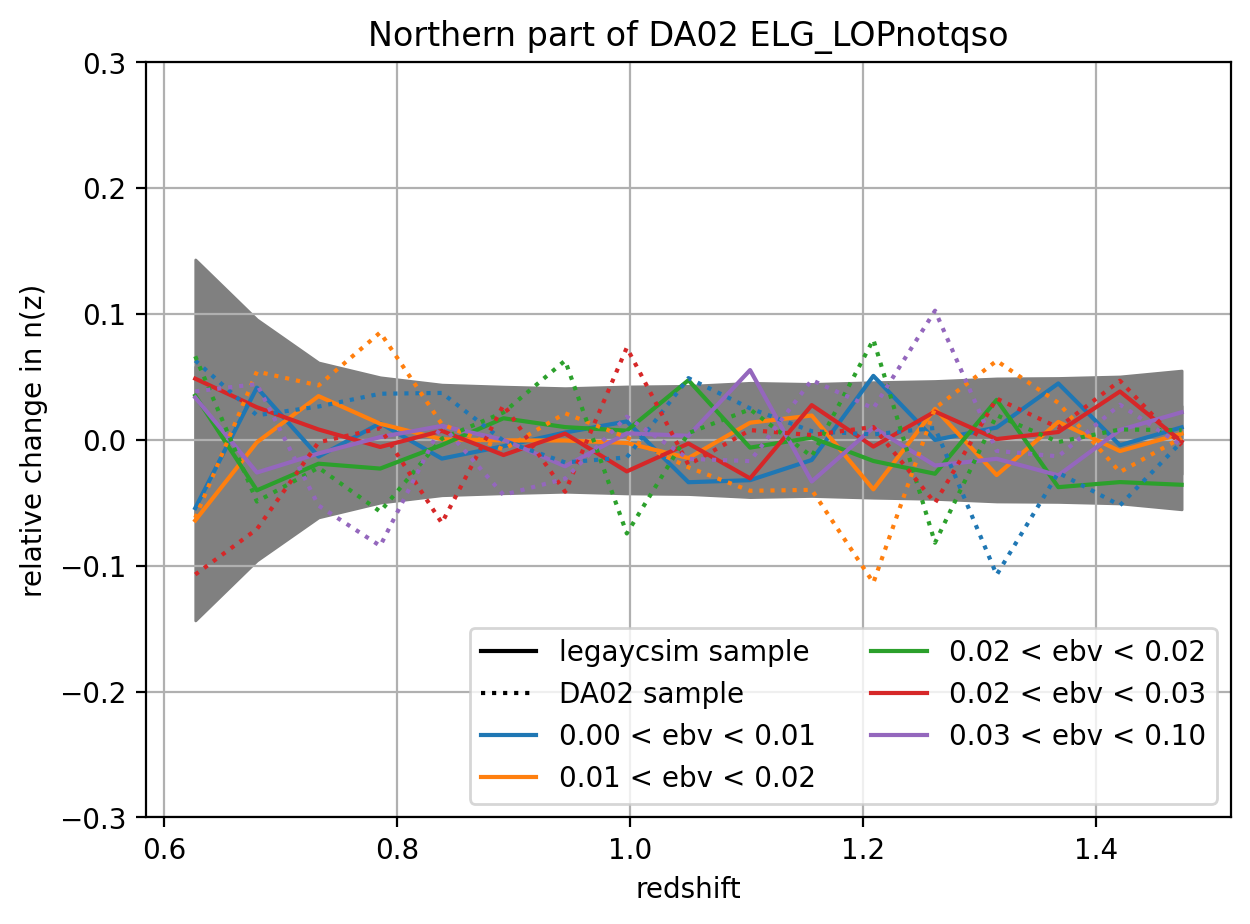 Northern part of DA02 ELG_LOPnotqso
relative change in n(z)
0.3
0.2
0.1
0.0
−0.1
−0.2
−0.3
0.6
0.8
1.0
1.2
1.4
redshift
legaycsim sample
DA02 sample
0.00 < ebv < 0.01
0.01 < ebv < 0.02
0.02 < ebv < 0.02
0.02 < ebv < 0.03
0.03 < ebv < 0.10